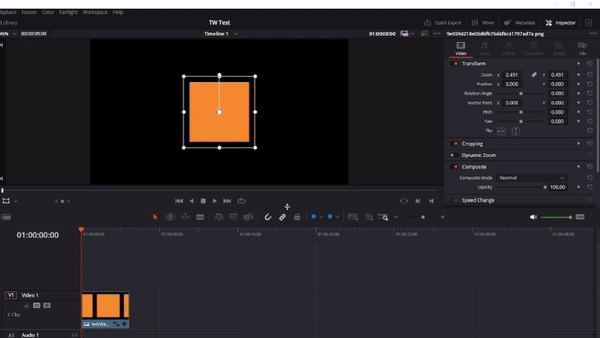 Playback Fusion Color Fairlight Workspace Help
Library TW Test Quick Export Mixer Metadata Inspector
00:00:05:00 Timeline 1 01:00:00:00
Video Audio Effects Transition Image File
Transform
Zoom X 0.491 Y 0.491
Position X 0.000 Y 0.000
Rotation Angle 0.000
Anchor Point X 0.000 Y 0.000
Pitch 0.000
Yaw 0.000
Flip
Cropping
Dynamic Zoom
Composite
Composite Mode Normal
Opacity 100.00
Speed Change
01:00:00:00
01:00:00:00 01:00:08:00 01:00:16:00 01:00:24:00 01:00:32:00 01:00:40:00 01:00:48:00
V1 Video 1
1 Clip
A1 Audio 1